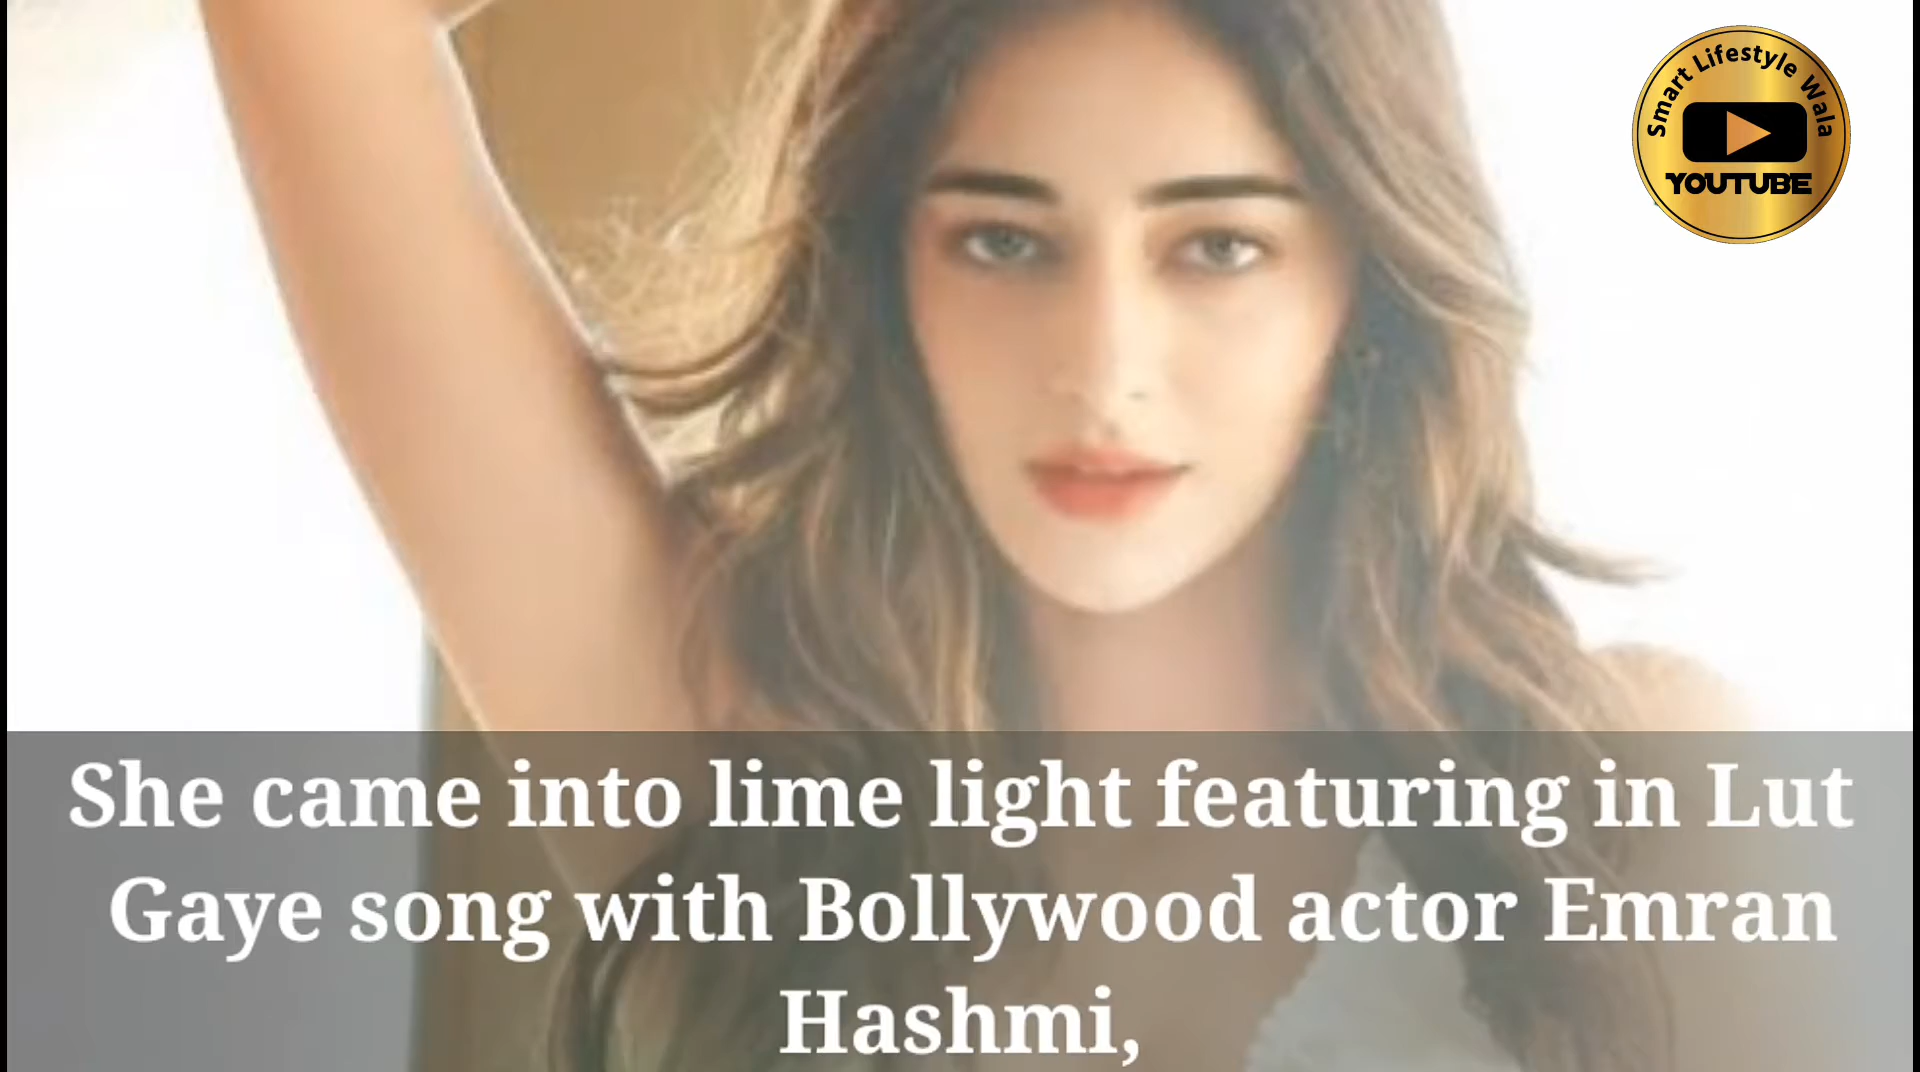 Smart Lifestyle Wala
YOUTUBE
She came into lime light featuring in Lut
Gaye song with Bollywood actor Emran
Hashmi,